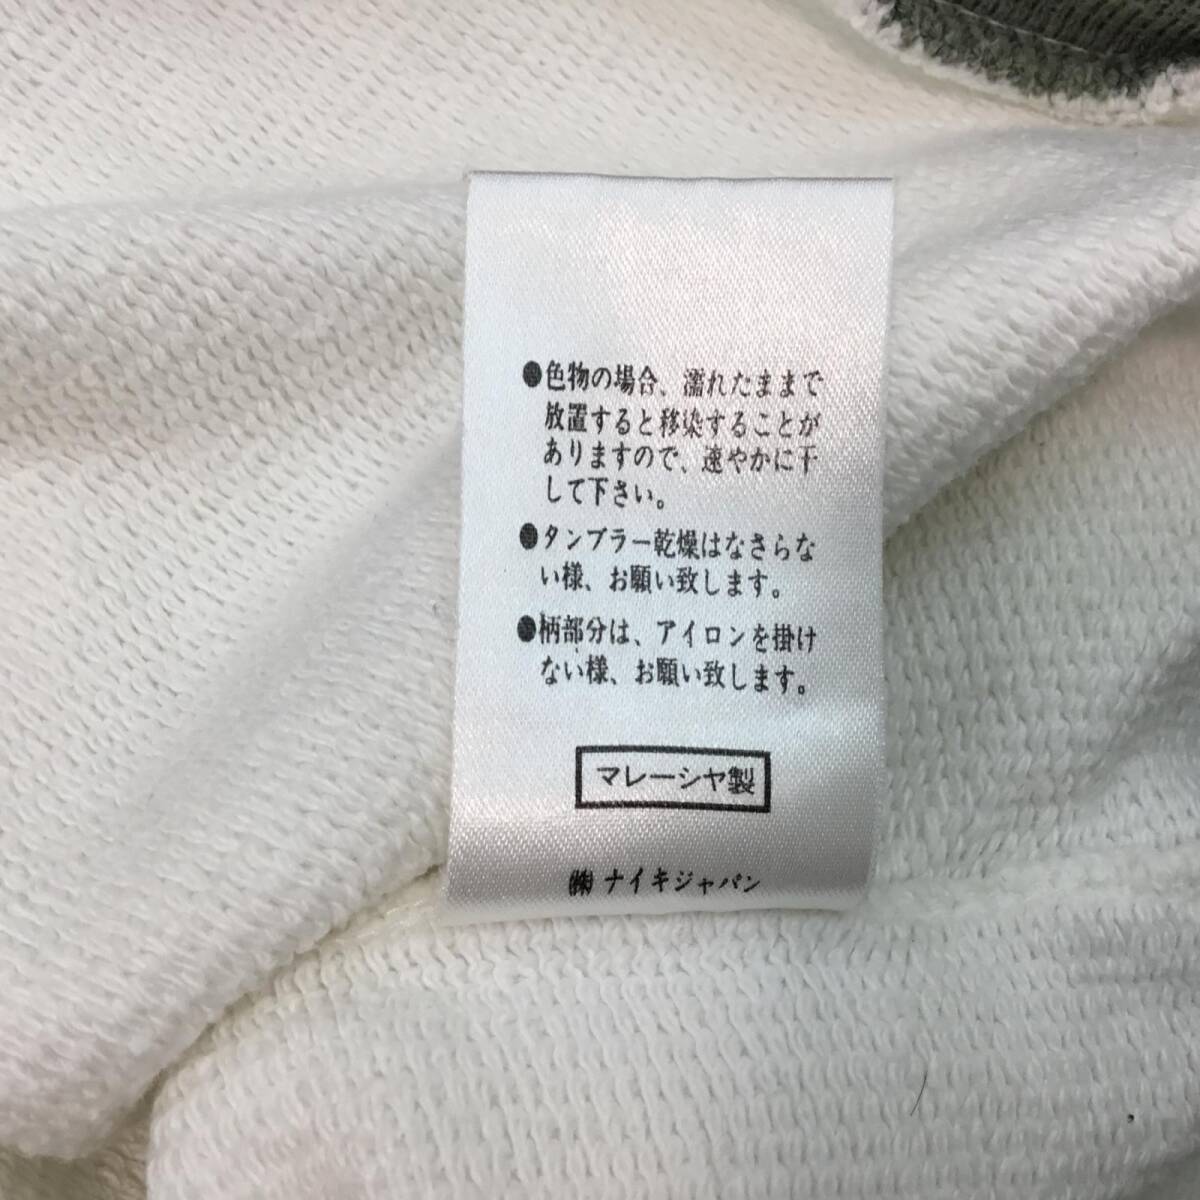 ●色物の場合、濡れたままで
放置すると移染することが
ありますので、速やかに干
して下さい。
●タンブラー乾燥はなさらな
い様、お願い致します。
●柄部分は、アイロンを掛け
ない様、お願い致します。
マレーシヤ製
㈱ナイキジャパン